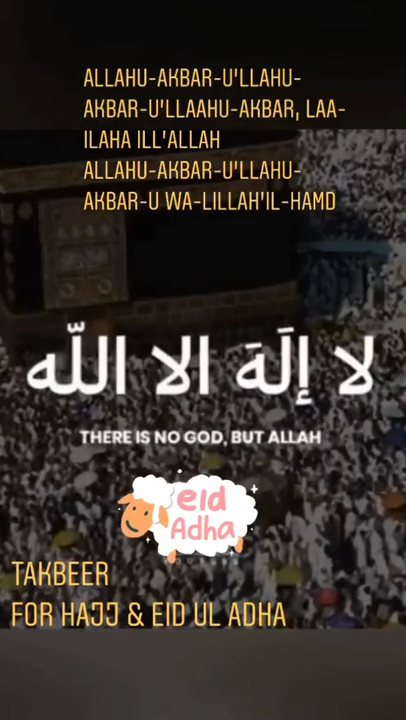 ALLAHU-AKBAR-U'LLAHU-
AKBAR-U'LLAAHU-AKBAR, LAA-
ILAHA ILL'ALLAH
ALLAHU-AKBAR-U'LLAHU-
AKBAR-U WA-LILLAH'IL-HAMD
لا إِلَهَ الا اللّه
THERE IS NO GOD, BUT ALLAH
eid
Adha
TAKBEER
FOR HAJJ & EID UL ADHA